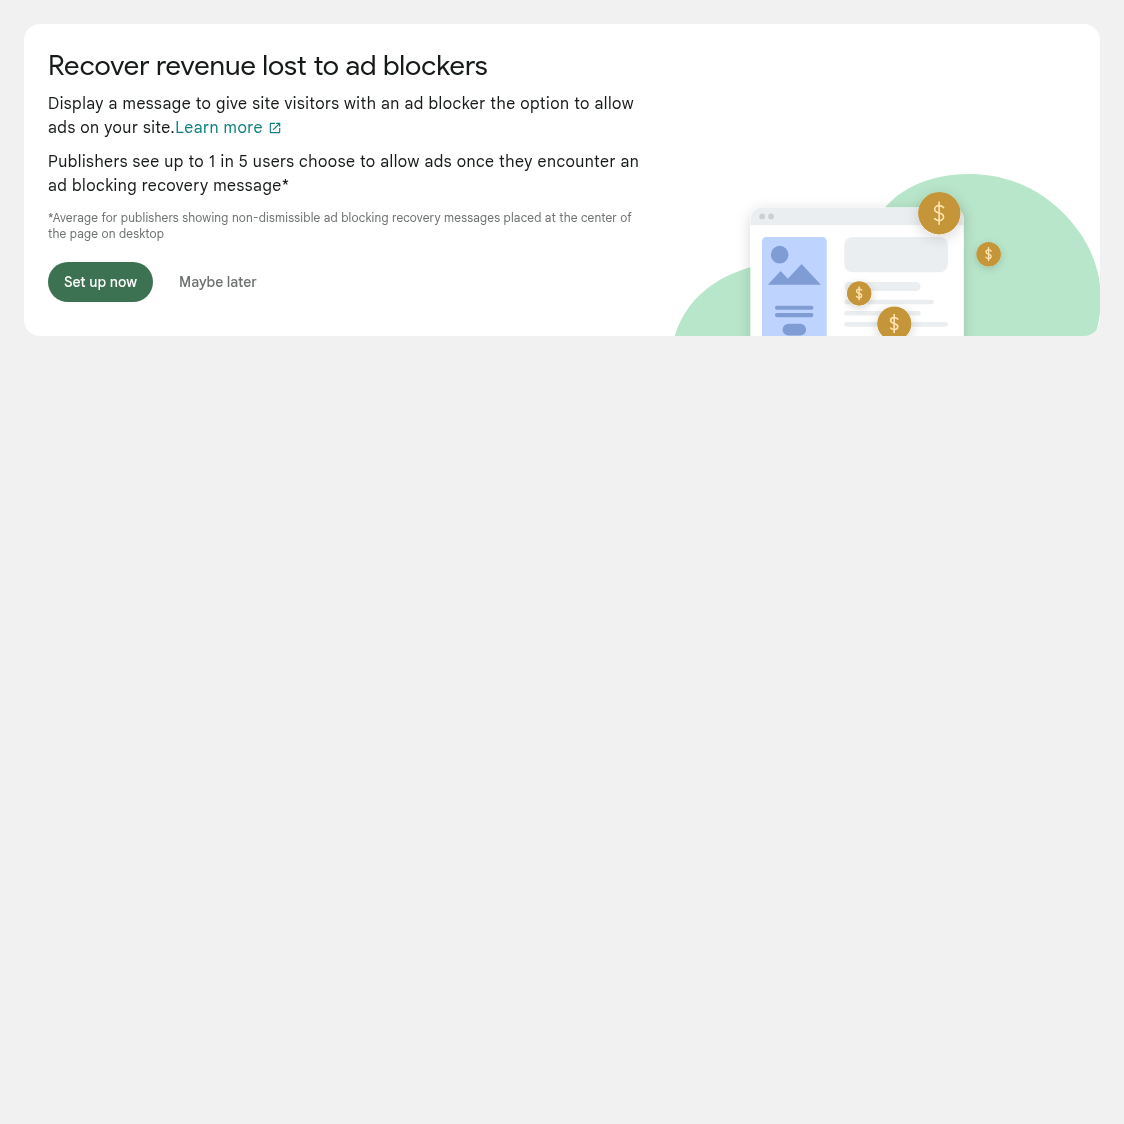 Recover revenue lost to ad blockers
Display a message to give site visitors with an ad blocker the option to allow
ads on your site.Learn more
Publishers see up to 1 in 5 users choose to allow ads once they encounter an
ad blocking recovery message*
*Average for publishers showing non-dismissible ad blocking recovery messages placed at the center of
the page on desktop
Set up now
Maybe later
$
$
$
$